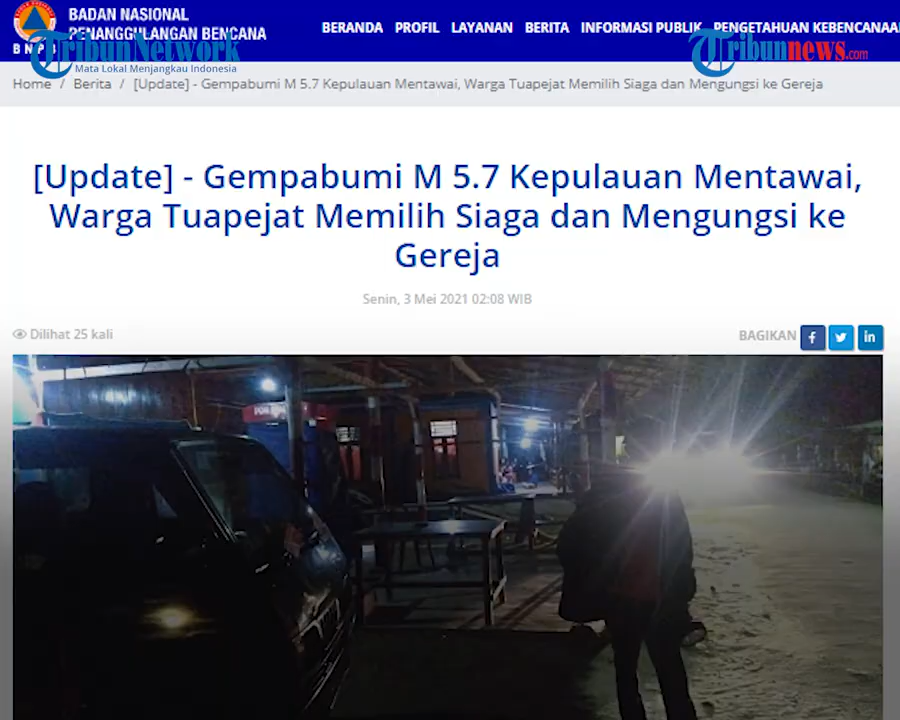 BADAN NASIONAL
PENANGGULANGAN BENCANA
BNPB
BERANDA PROFIL LAYANAN BERITA INFORMASI PUBLIK PENGETAHUAN KEBENCANAA
Tribun Network
Mata Lokal Menjangkau Indonesia
Tribunnews.com
Home / Berita / [Update] - Gempabumi M 5.7 Kepulauan Mentawai, Warga Tuapejat Memilih Siaga dan Mengungsi ke Gereja
[Update] - Gempabumi M 5.7 Kepulauan Mentawai,
Warga Tuapejat Memilih Siaga dan Mengungsi ke
Gereja
Senin, 3 Mei 2021 02:08 WIB
Dilihat 25 kali
BAGIKAN